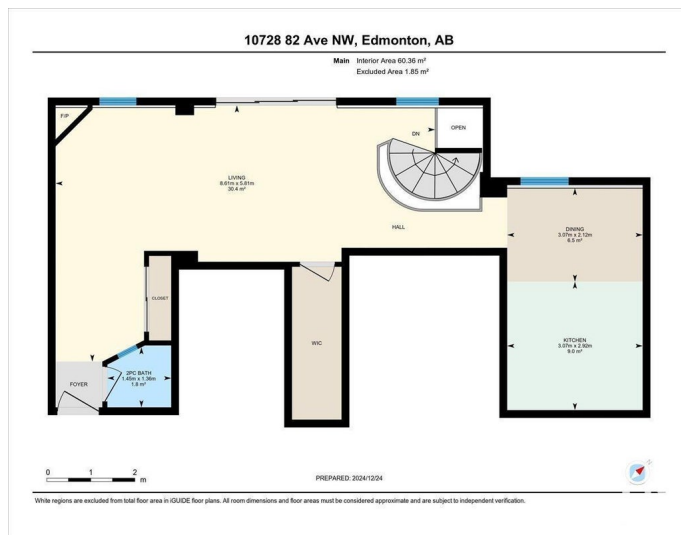 10728 82 Ave NW, Edmonton, AB
Main Interior Area 60.36 m²
Excluded Area 1.85 m²
F/P
DN
OPEN
LIVING
8.61m x 5.81m
30.4 m²
HALL
DINING
3.07m x 2.12m
6.5 m²
CLOSET
WIC
KITCHEN
3.07m x 2.92m
9.0 m²
2PC BATH
1.45m x 1.36m
1.8 m²
FOYER
0 1 2
m
PREPARED: 2024/12/24
N
White regions are excluded from total floor area in iGUIDE floor plans. All room dimensions and floor areas must be considered approximate and are subject to independent verification.